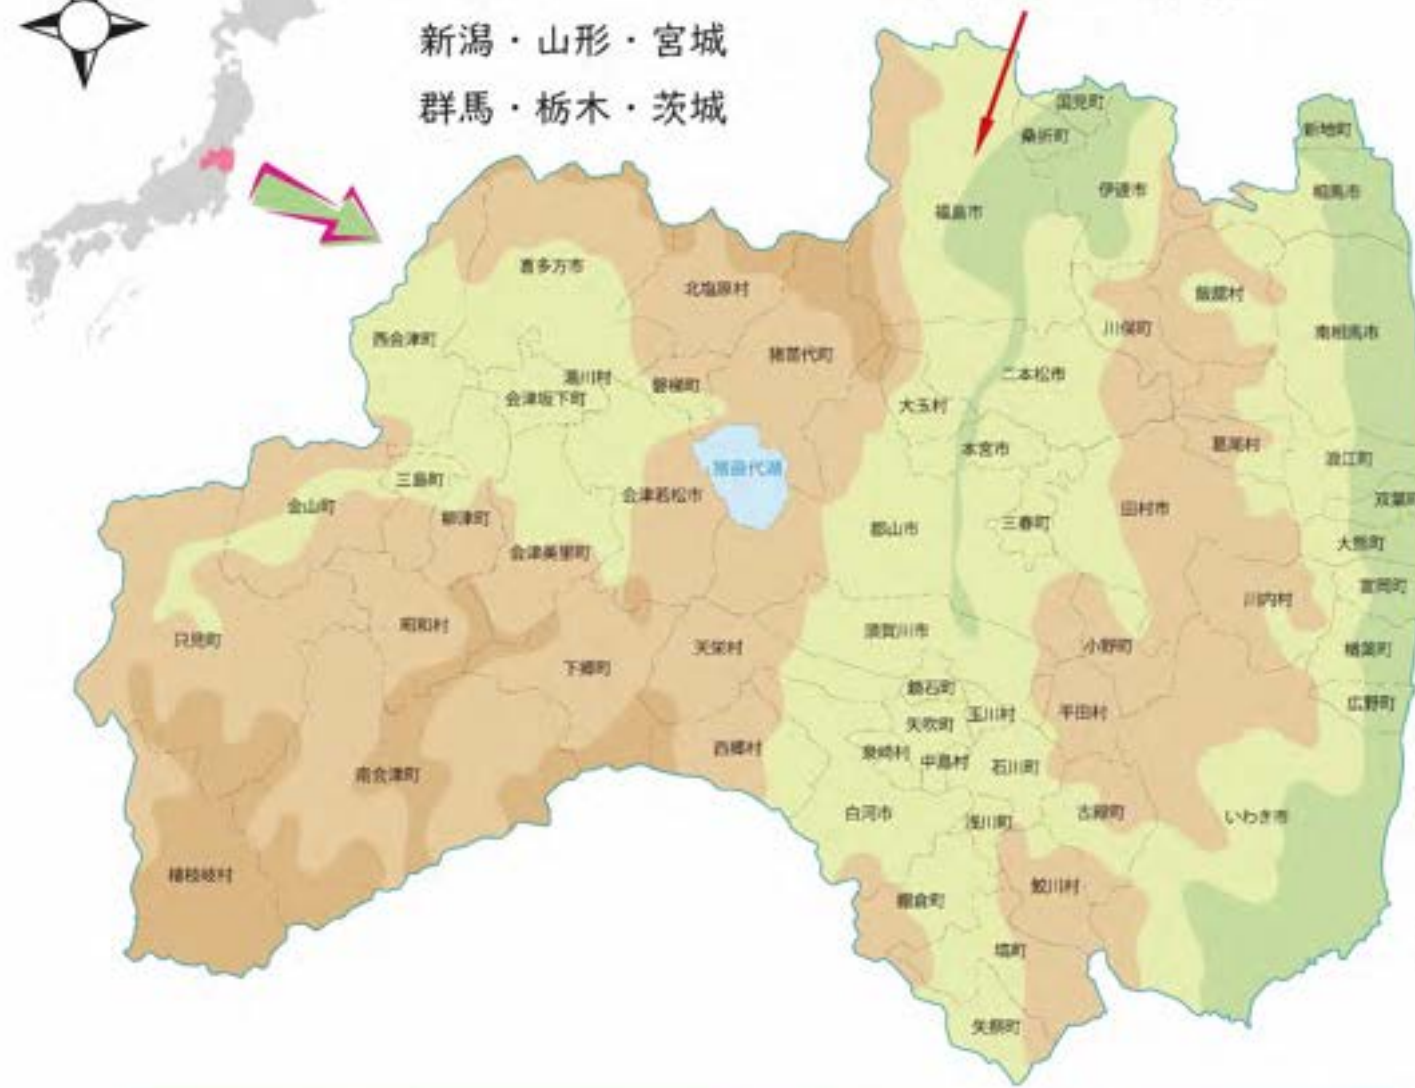 新潟・山形・宮城
群馬・栃木・茨城
国見町
桑折町
新地町
伊達市
相馬市
福島市
喜多方市
北塩原村
飯舘村
川俣町
南相馬市
西会津町
猪苗代町
二本松市
湯川村
磐梯町
会津坂下町
大玉村
葛尾村
本宮市
浪江町
猪苗代湖
三島町
会津若松市
双葉町
金山町
柳津町
田村市
三春町
郡山市
大熊町
会津美里町
富岡町
川内村
昭和村
須賀川市
只見町
天栄村
小野町
楢葉町
下郷町
鏡石町
広野町
平田村
玉川村
矢吹町
西郷村
泉崎村
中島村
石川町
南会津町
白河市
浅川町
古殿町
いわき市
檜枝岐村
鮫川村
棚倉町
塙町
矢祭町